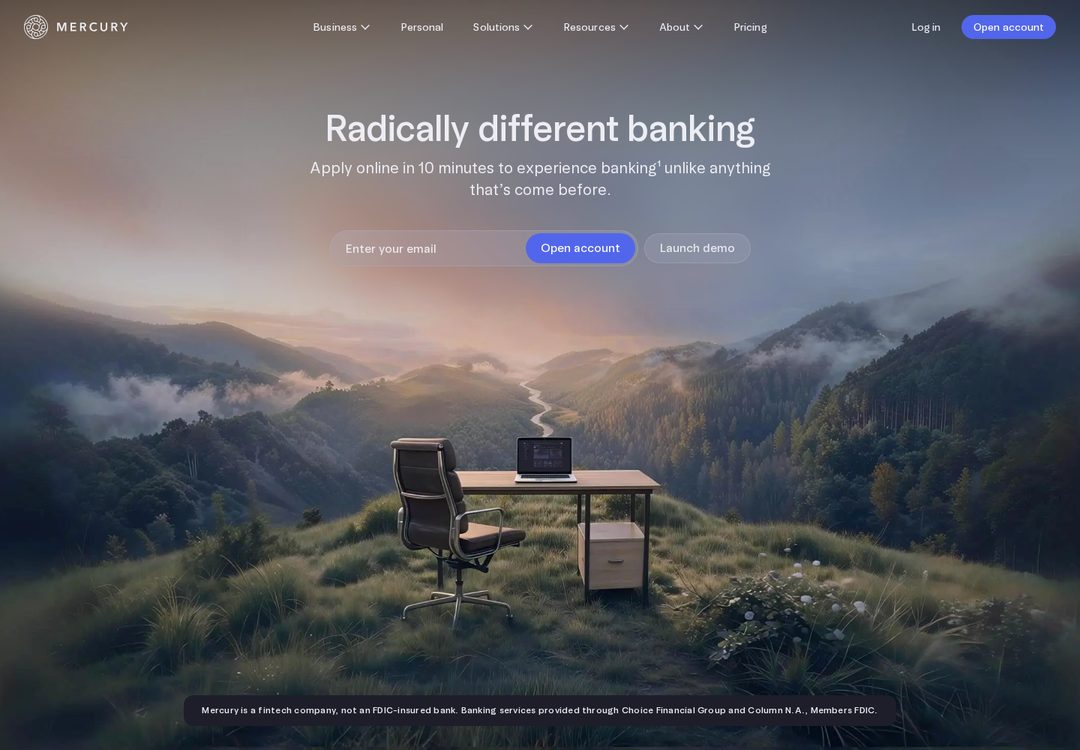 MERCURY
Business
Personal
Solutions
Resources
About
Pricing
Log in
Open account
Radically different banking
Apply online in 10 minutes to experience banking¹ unlike anything
that’s come before.
Enter your email
Open account
Launch demo
Mercury is a fintech company, not an FDIC-insured bank. Banking services provided through Choice Financial Group and Column N.A., Members FDIC.